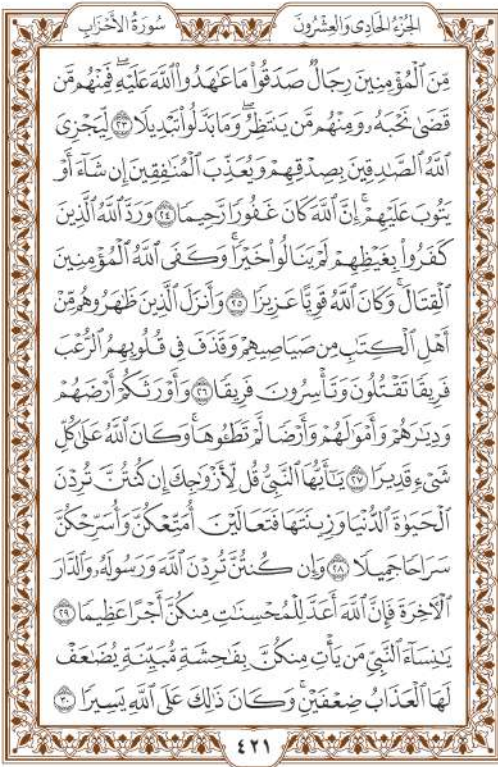 الجُزْءُ الحَادِى وَالعِشْرُونَ
سُورَةُ الأَحْزَابِ
مِّنَ ٱلْمُؤْمِنِينَ رِجَالٌ صَدَقُوا۟ مَا عَٰهَدُوا۟ ٱللَّهَ عَلَيْهِ ۖ فَمِنْهُم مَّن
قَضَىٰ نَحْبَهُۥ وَمِنْهُم مَّن يَنتَظِرُ ۖ وَمَا بَدَّلُوا۟ تَبْدِيلًا ٢٣ لِّيَجْزِىَ
ٱللَّهُ ٱلصَّٰدِقِينَ بِصِدْقِهِمْ وَيُعَذِّبَ ٱلْمُنَٰفِقِينَ إِن شَآءَ أَوْ
يَتُوبَ عَلَيْهِمْ ۚ إِنَّ ٱللَّهَ كَانَ غَفُورًا رَّحِيمًا ٢٤ وَرَدَّ ٱللَّهُ ٱلَّذِينَ
كَفَرُوا۟ بِغَيْظِهِمْ لَمْ يَنَالُوا۟ خَيْرًا ۚ وَكَفَى ٱللَّهُ ٱلْمُؤْمِنِينَ
ٱلْقِتَالَ ۚ وَكَانَ ٱللَّهُ قَوِيًّا عَزِيزًا ٢٥ وَأَنزَلَ ٱلَّذِينَ ظَٰهَرُوهُم مِّنْ
أَهْلِ ٱلْكِتَٰبِ مِن صَيَاصِيهِمْ وَقَذَفَ فِى قُلُوبِهِمُ ٱلرُّعْبَ
فَرِيقًا تَقْتُلُونَ وَتَأْسِرُونَ فَرِيقًا ٢٦ وَأَوْرَثَكُمْ أَرْضَهُمْ
وَدِيَٰرَهُمْ وَأَمْوَٰلَهُمْ وَأَرْضًا لَّمْ تَطَـُٔوهَا ۚ وَكَانَ ٱللَّهُ عَلَىٰ كُلِّ
شَىْءٍ قَدِيرًا ٢٧ يَٰٓأَيُّهَا ٱلنَّبِىُّ قُل لِّأَزْوَٰجِكَ إِن كُنتُنَّ تُرِدْنَ
ٱلْحَيَوٰةَ ٱلدُّنْيَا وَزِينَتَهَا فَتَعَالَيْنَ أُمَتِّعْكُنَّ وَأُسَرِّحْكُنَّ
سَرَاحًا جَمِيلًا ٢٨ وَإِن كُنتُنَّ تُرِدْنَ ٱللَّهَ وَرَسُولَهُۥ وَٱلدَّارَ
ٱلْءَاخِرَةَ فَإِنَّ ٱللَّهَ أَعَدَّ لِلْمُحْسِنَٰتِ مِنكُنَّ أَجْرًا عَظِيمًا ٢٩
يَٰنِسَآءَ ٱلنَّبِىِّ مَن يَأْتِ مِنكُنَّ بِفَٰحِشَةٍ مُّبَيِّنَةٍ يُضَٰعَفْ
لَهَا ٱلْعَذَابُ ضِعْفَيْنِ ۚ وَكَانَ ذَٰلِكَ عَلَى ٱللَّهِ يَسِيرًا ٣٠
٤٢١